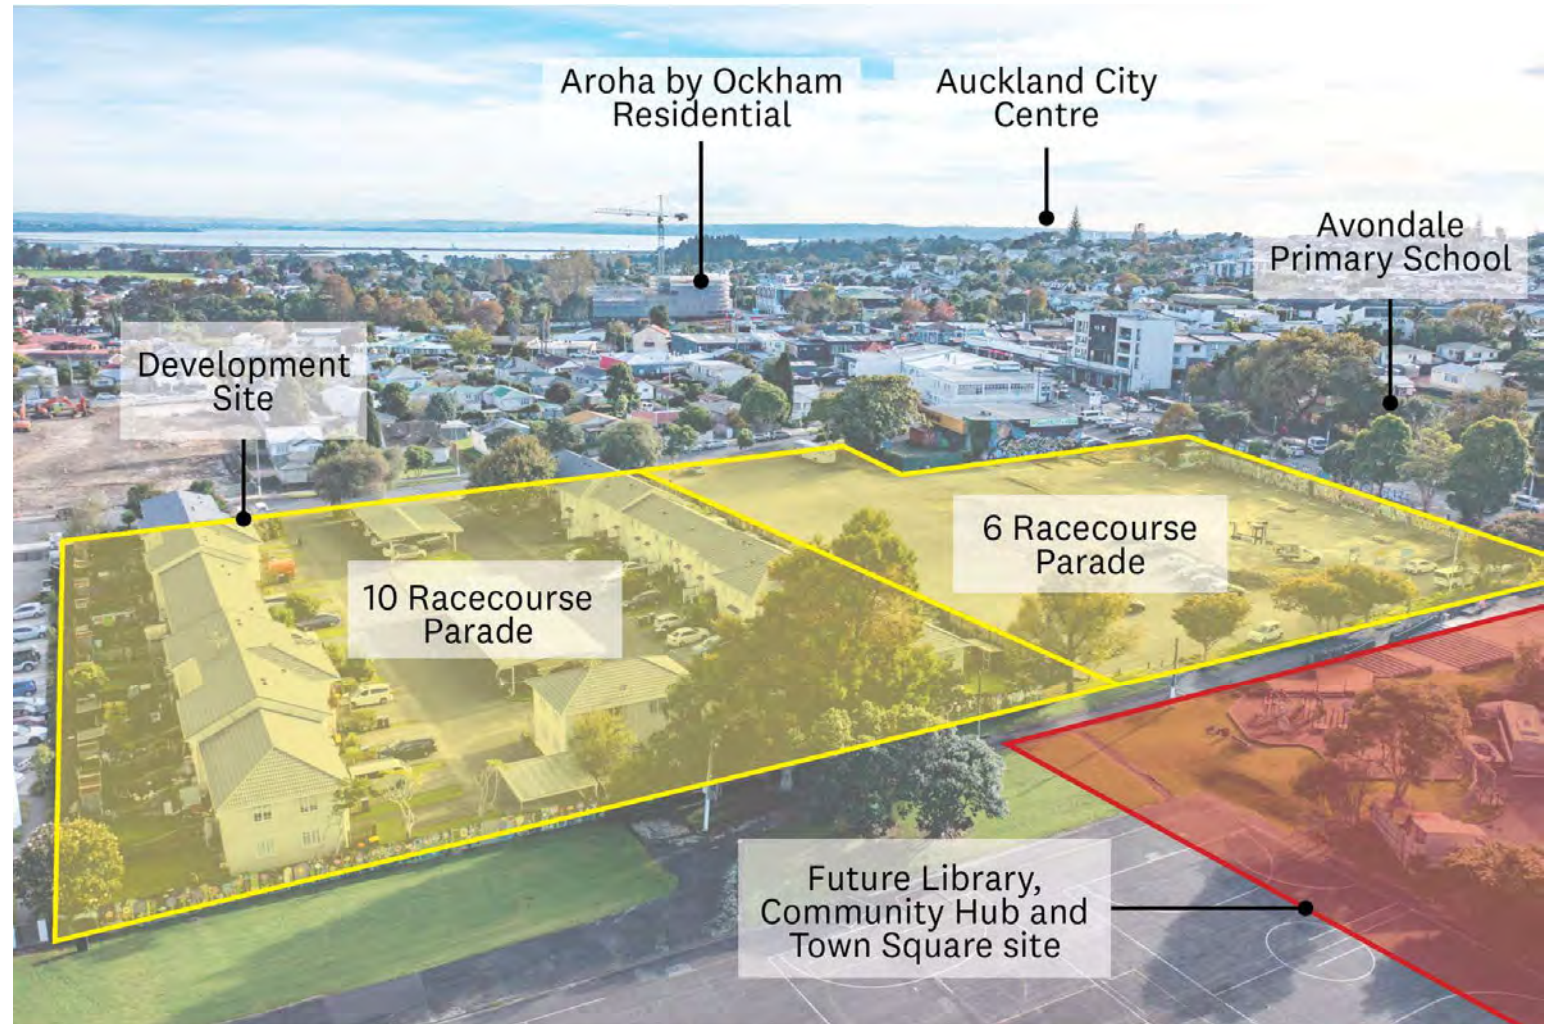 Aroha by Ockham
Residential
Auckland City
Centre
Avondale
Primary School
Development
Site
6 Racecourse
Parade
10 Racecourse
Parade
Future Library,
Community Hub and
Town Square site